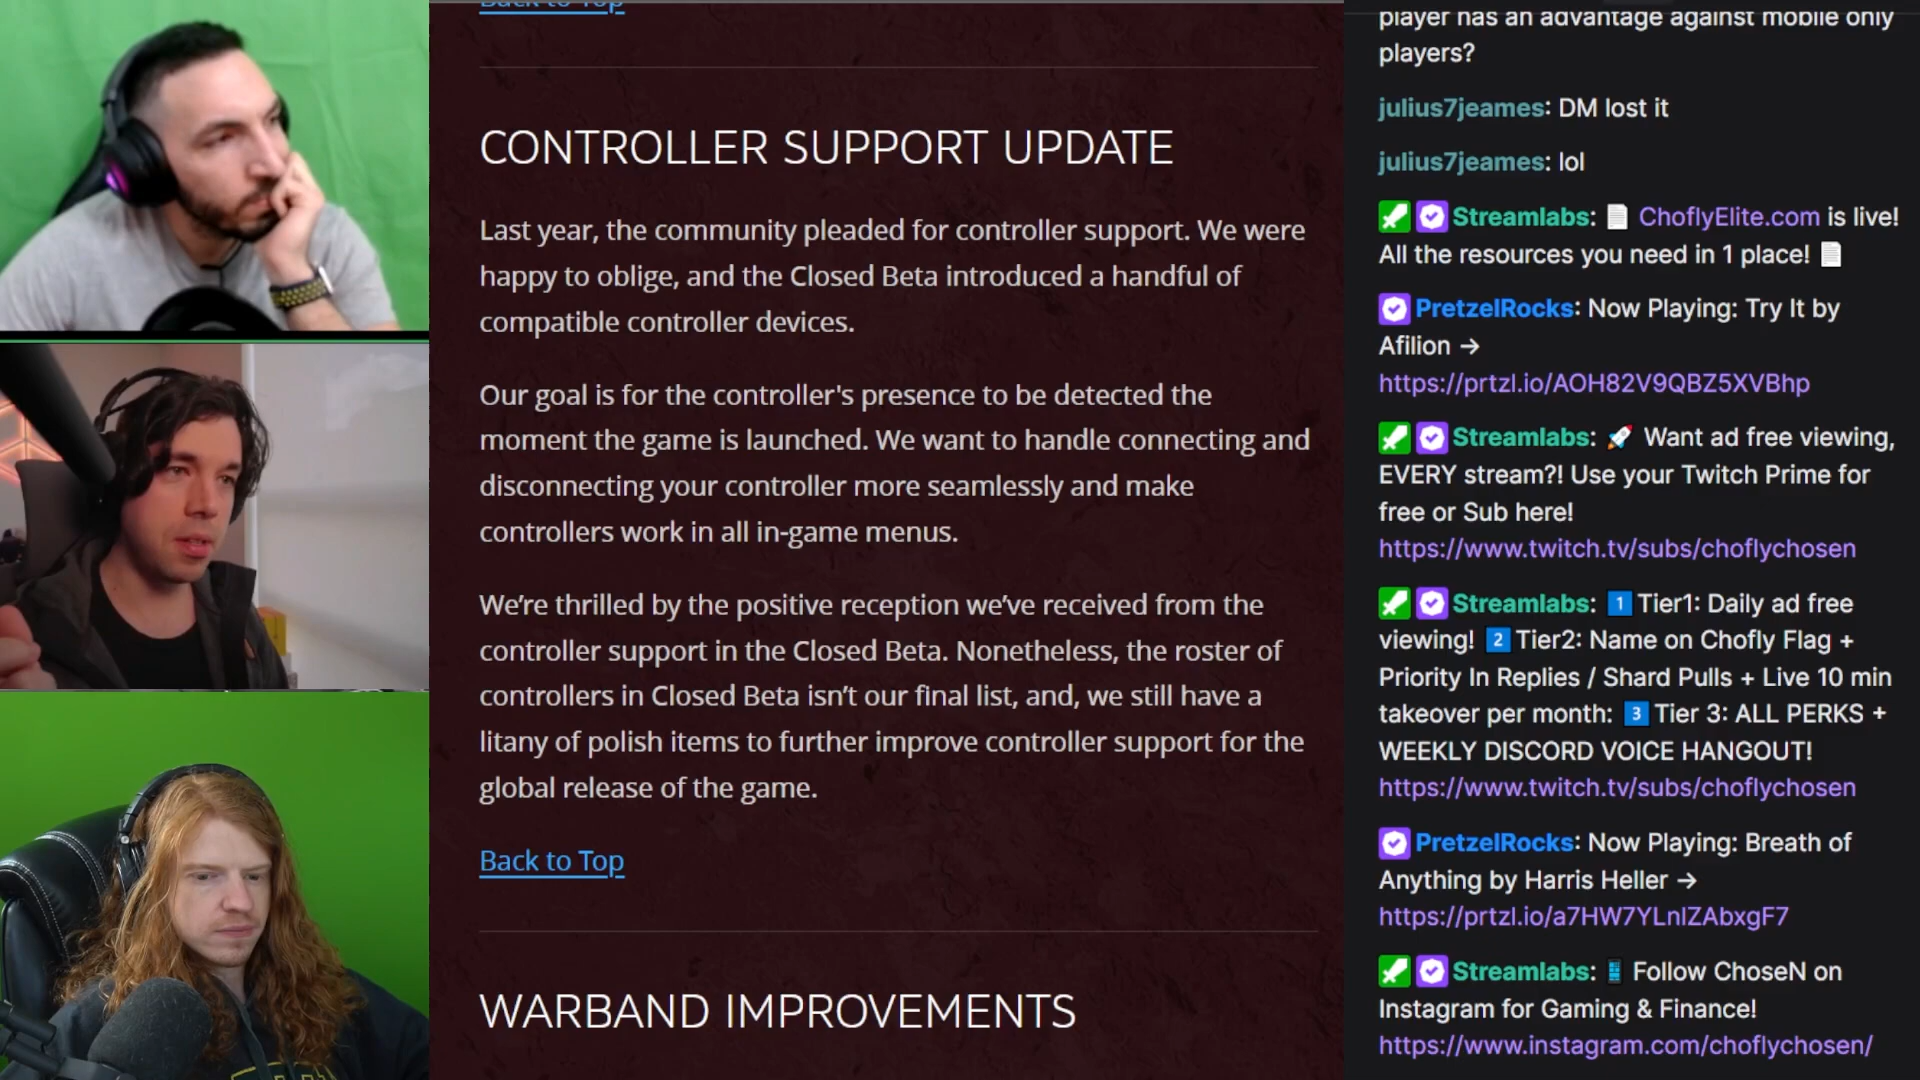 Back to Top
CONTROLLER SUPPORT UPDATE
Last year, the community pleaded for controller support. We were
happy to oblige, and the Closed Beta introduced a handful of
compatible controller devices.
Our goal is for the controller's presence to be detected the
moment the game is launched. We want to handle connecting and
disconnecting your controller more seamlessly and make
controllers work in all in-game menus.
We’re thrilled by the positive reception we’ve received from the
controller support in the Closed Beta. Nonetheless, the roster of
controllers in Closed Beta isn’t our final list, and, we still have a
litany of polish items to further improve controller support for the
global release of the game.
Back to Top
WARBAND IMPROVEMENTS
player has an advantage against mobile only
players?
julius7jeames: DM lost it
julius7jeames: lol
Streamlabs: 📄 ChoflyElite.com is live!
All the resources you need in 1 place! 📄
PretzelRocks: Now Playing: Try It by
Afilion →
https://prtzl.io/AOH82V9QBZ5XVBhp
Streamlabs: 🚀 Want ad free viewing,
EVERY stream?! Use your Twitch Prime for
free or Sub here!
https://www.twitch.tv/subs/choflychosen
Streamlabs: 1 Tier1: Daily ad free
viewing! 2 Tier2: Name on Chofly Flag +
Priority In Replies / Shard Pulls + Live 10 min
takeover per month: 3 Tier 3: ALL PERKS +
WEEKLY DISCORD VOICE HANGOUT!
https://www.twitch.tv/subs/choflychosen
PretzelRocks: Now Playing: Breath of
Anything by Harris Heller →
https://prtzl.io/a7HW7YLnlZAbxgF7
Streamlabs: 📱 Follow ChoseN on
Instagram for Gaming & Finance!
https://www.instagram.com/choflychosen/